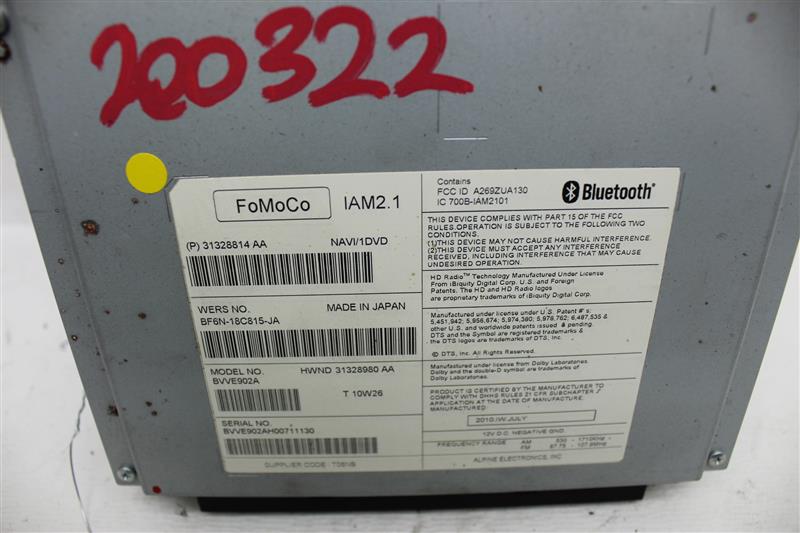 200322
FoMoCo IAM2.1
(P) 31328814 AA NAVI/1DVD
WERS NO. MADE IN JAPAN
BF6N-18C815-JA
MODEL NO. HWND 31328980 AA
BVVE902A
T 10W26
SERIAL NO.
BVVE902AH00711130
SUPPLIER CODE:
Contains
FCC ID A269ZUA130
IC 700B-IAM2101
Bluetooth®
THIS DEVICE COMPLIES WITH PART 15 OF THE FCC
RULES.OPERATION IS SUBJECT TO THE FOLLOWING TWO
CONDITIONS.
(1)THIS DEVICE MAY NOT CAUSE HARMFUL INTERFERENCE.
(2)THIS DEVICE MUST ACCEPT ANY INTERFERENCE
RECEIVED, INCLUDING INTERFERENCE THAT MAY CAUSE
UNDESIRED OPERATION.
HD Radio™ Technology Manufactured Under License
From iBiquity Digital Corp. U.S. and Foreign
Patents. The HD and HD Radio logos
are proprietary trademarks of iBiquity Digital Corp.
Manufactured under license under U.S. Patent #'s:
5,451,942; 5,956,674; 5,974,380; 5,978,762; 6,487,535 &
other U.S. and worldwide patents issued & pending.
DTS and the Symbol are registered trademarks &
the DTS logos are trademarks of DTS, Inc.
© DTS, Inc. All Rights Reserved.
Manufactured under license from Dolby Laboratories.
Dolby and the double-D symbol are trademarks
of Dolby Laboratories.
PRODUCT IS CERTIFIED BY THE MANUFACTURER TO
COMPLY WITH DHHS RULES 21 CFR SUBCHAPTER J
APPLICATION AT THE DATE OF MANUFACTURE.
MANUFACTURED:
2010.IW.JULY
12V D.C. NEGATIVE GND.
FREQUENCY RANGE AM 530 - 1710KHz
FM 87.75 - 107.9MHz
ALPINE ELECTRONICS, INC